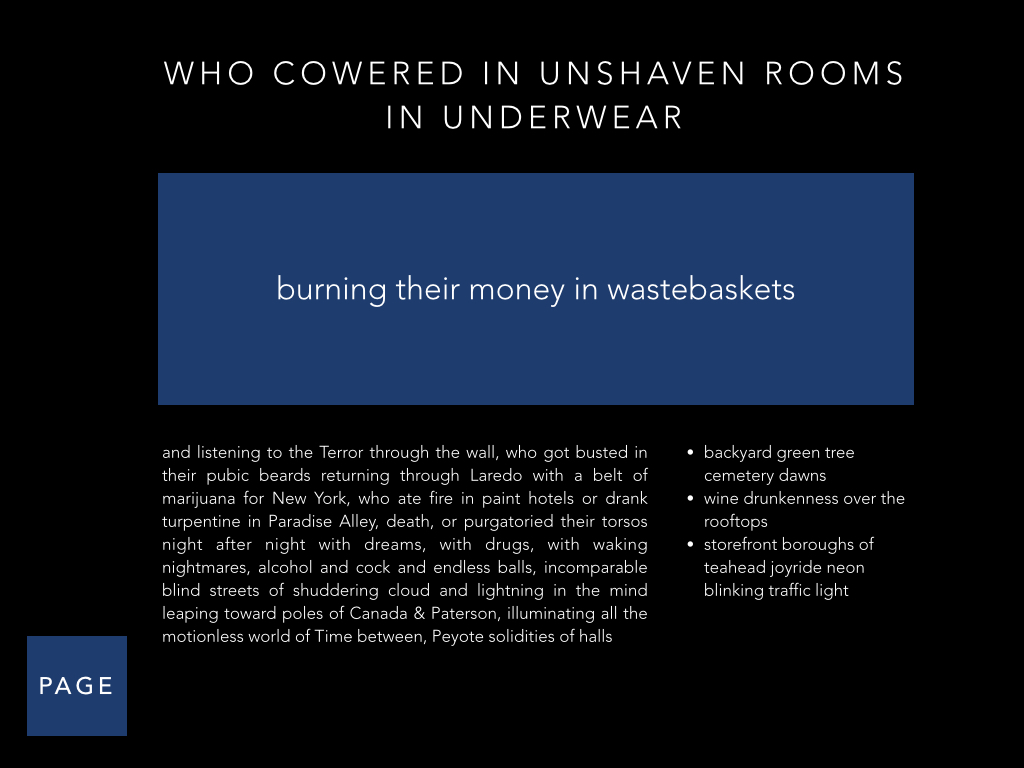 WHO COWERED IN UNSHAVEN ROOMS
IN UNDERWEAR
burning their money in wastebaskets
and listening to the Terror through the wall, who got busted in
their pubic beards returning through Laredo with a belt of
marijuana for New York, who ate fire in paint hotels or drank
turpentine in Paradise Alley, death, or purgatoried their torsos
night after night with dreams, with drugs, with waking
nightmares, alcohol and cock and endless balls, incomparable
blind streets of shuddering cloud and lightning in the mind
leaping toward poles of Canada & Paterson, illuminating all the
motionless world of Time between, Peyote solidities of halls
• backyard green tree
cemetery dawns
• wine drunkenness over the
rooftops
• storefront boroughs of
teahead joyride neon
blinking traffic light
PAGE